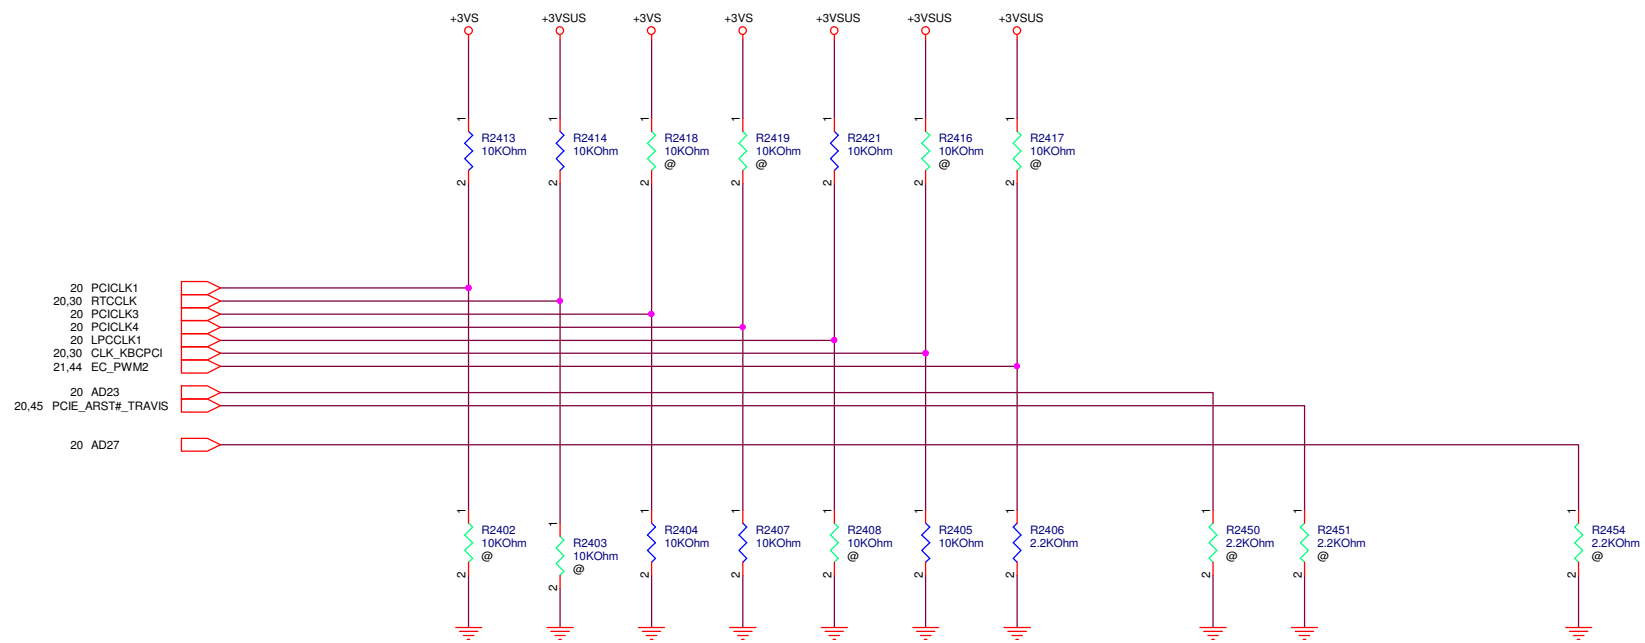 +3VS +3VSUS +3VS +3VS +3VSUS +3VSUS +3VSUS
1 1 1 1 1 1 1
R2413 R2414 R2418 R2419 R2421 R2416 R2417
10KOhm 10KOhm 10KOhm 10KOhm 10KOhm 10KOhm 10KOhm
@ @ @ @
2 2 2 2 2 2 2
20 PCICLK1
20,30 RTCCLK
20 PCICLK3
20 PCICLK4
20 LPCCLK1
20,30 CLK_KBCPCI
21,44 EC_PWM2
20 AD23
20,45 PCIE_ARST#_TRAVIS
20 AD27
1 1 1 1 1 1 1 1 1 1
R2402 R2404 R2407 R2408 R2405 R2406 R2450 R2451 R2454
10KOhm R2403 10KOhm 10KOhm 10KOhm 10KOhm 2.2KOhm 2.2KOhm 2.2KOhm 2.2KOhm
@ 10KOhm @ @ @ @
@
2 2 2 2 2 2 2 2 2 2